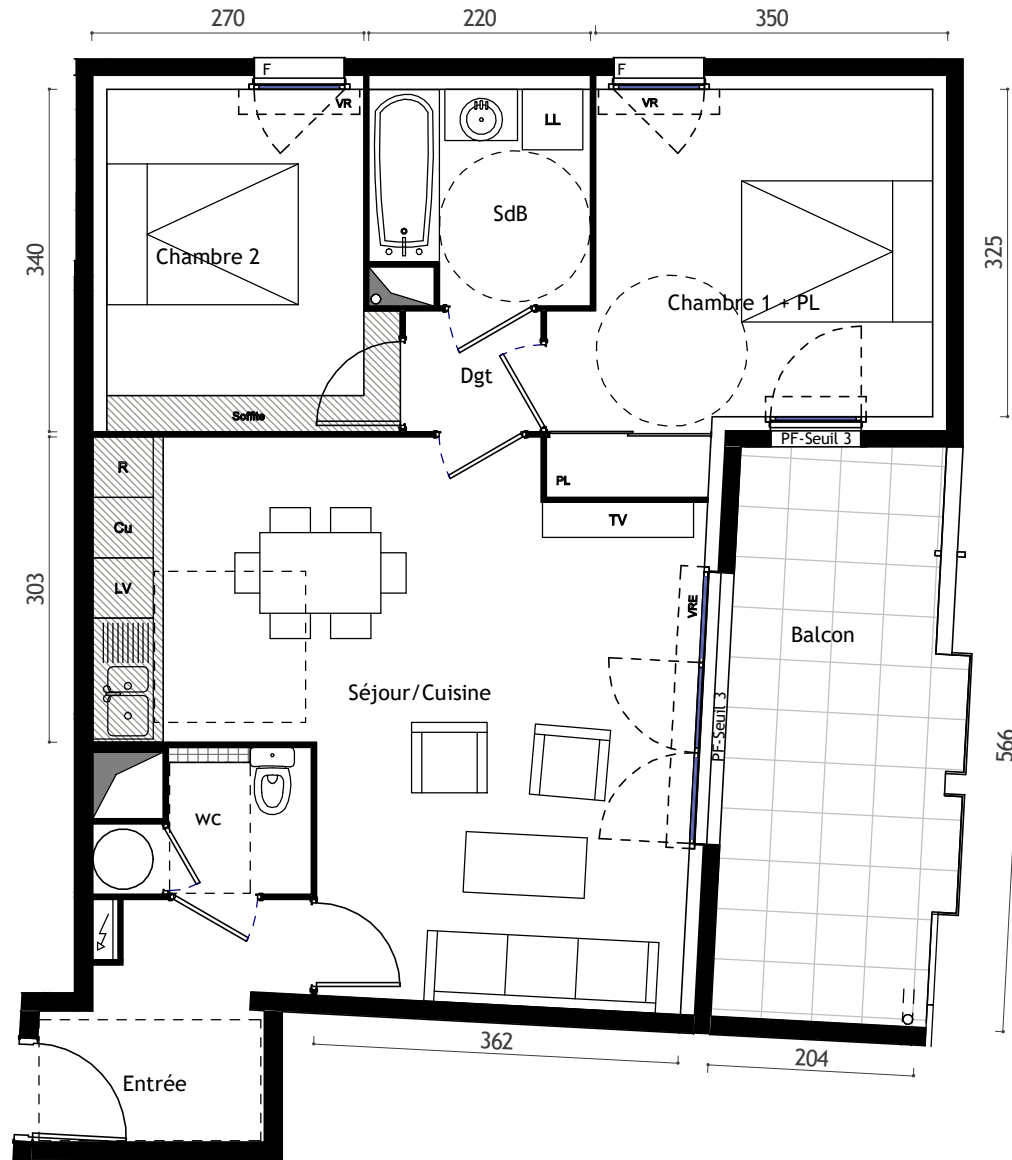 270
220
350
F
F
VR
VR
LL
SdB
340
325
Chambre 2
Chambre 1 + PL
Dgt
Soffite
PF-Seuil 3
R
PL
TV
Cu
303
LV
VRE
Balcon
Séjour/Cuisine
PF-Seuil 3
566
WC
362
204
Entrée